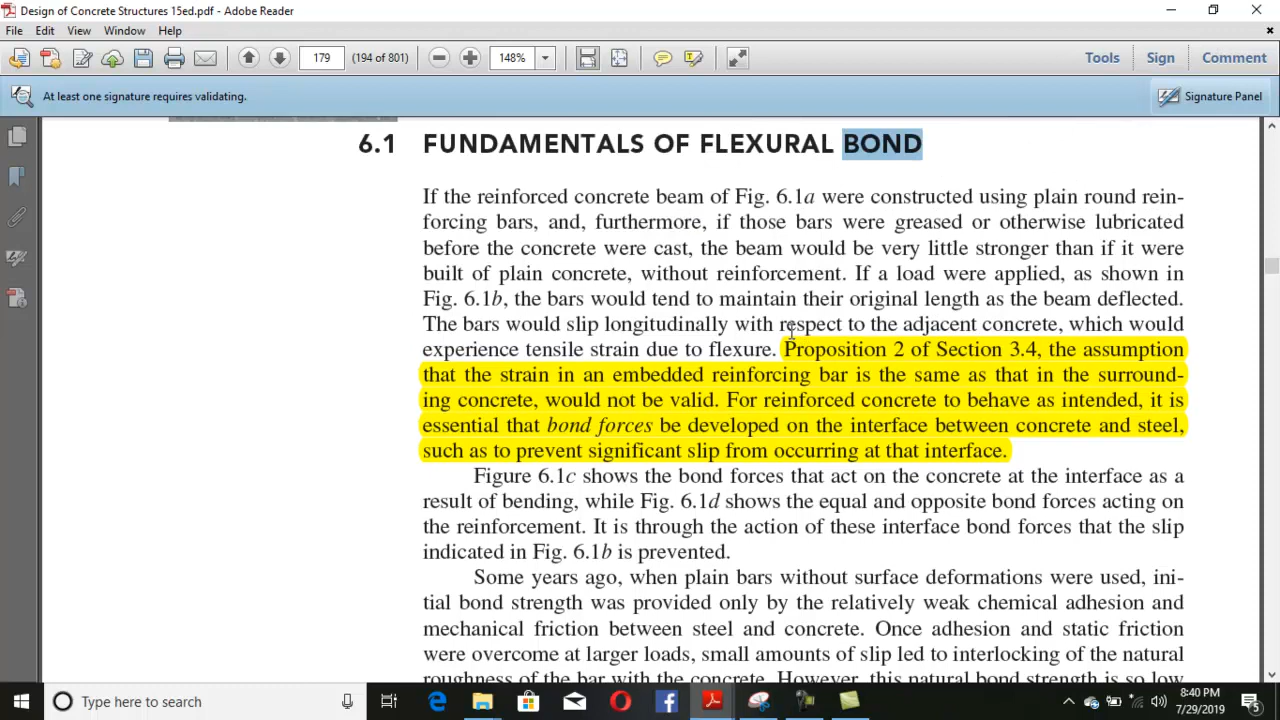 Design of Concrete Structures 15ed.pdf - Adobe Reader
File Edit View Window Help
179 (194 of 801) 148% Tools Sign Comment
At least one signature requires validating. Signature Panel
6.1 FUNDAMENTALS OF FLEXURAL BOND
If the reinforced concrete beam of Fig. 6.1a were constructed using plain round rein-
forcing bars, and, furthermore, if those bars were greased or otherwise lubricated
before the concrete were cast, the beam would be very little stronger than if it were
built of plain concrete, without reinforcement. If a load were applied, as shown in
Fig. 6.1b, the bars would tend to maintain their original length as the beam deflected.
The bars would slip longitudinally with respect to the adjacent concrete, which would
experience tensile strain due to flexure. Proposition 2 of Section 3.4, the assumption
that the strain in an embedded reinforcing bar is the same as that in the surround-
ing concrete, would not be valid. For reinforced concrete to behave as intended, it is
essential that bond forces be developed on the interface between concrete and steel,
such as to prevent significant slip from occurring at that interface.
Figure 6.1c shows the bond forces that act on the concrete at the interface as a
result of bending, while Fig. 6.1d shows the equal and opposite bond forces acting on
the reinforcement. It is through the action of these interface bond forces that the slip
indicated in Fig. 6.1b is prevented.
Some years ago, when plain bars without surface deformations were used, ini-
tial bond strength was provided only by the relatively weak chemical adhesion and
mechanical friction between steel and concrete. Once adhesion and static friction
were overcome at larger loads, small amounts of slip led to interlocking of the natural
roughness of the bar with the concrete. However, this natural bond strength is so low
Type here to search
8:40 PM
7/29/2019
5